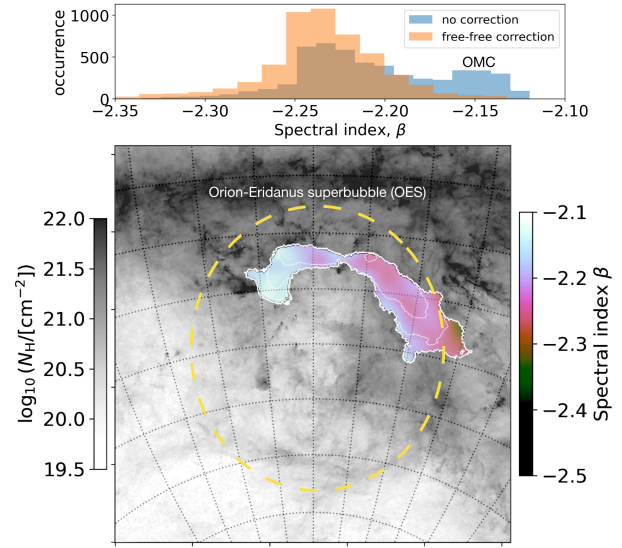 occurrence
1000
500
0
no correction
free-free correction
OMC
−2.35 −2.30 −2.25 −2.20 −2.15 −2.10
Spectral index, β
Orion-Eridanus superbubble (OES)
log₁₀ (N_H/[cm⁻²])
22.0
21.5
21.0
20.5
20.0
19.5
−2.1
−2.2
−2.3
−2.4
−2.5
Spectral index β